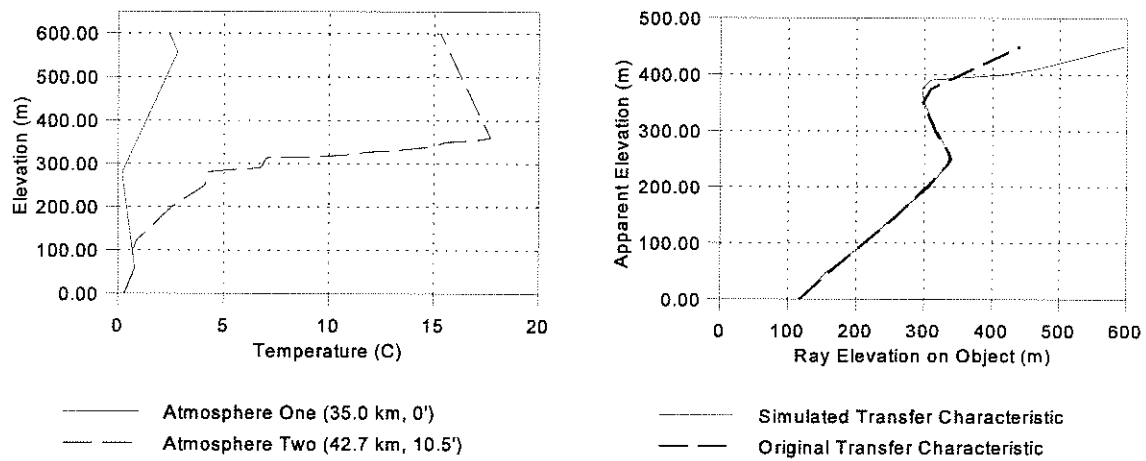 600.00
500.00
400.00
300.00
200.00
100.00
0.00
Elevation (m)
0 5 10 15 20
Temperature (C)
Atmosphere One (35.0 km, 0')
Atmosphere Two (42.7 km, 10.5')
500.00
400.00
300.00
200.00
100.00
0.00
Apparent Elevation (m)
0 100 200 300 400 500 600
Ray Elevation on Object (m)
Simulated Transfer Characteristic
Original Transfer Characteristic